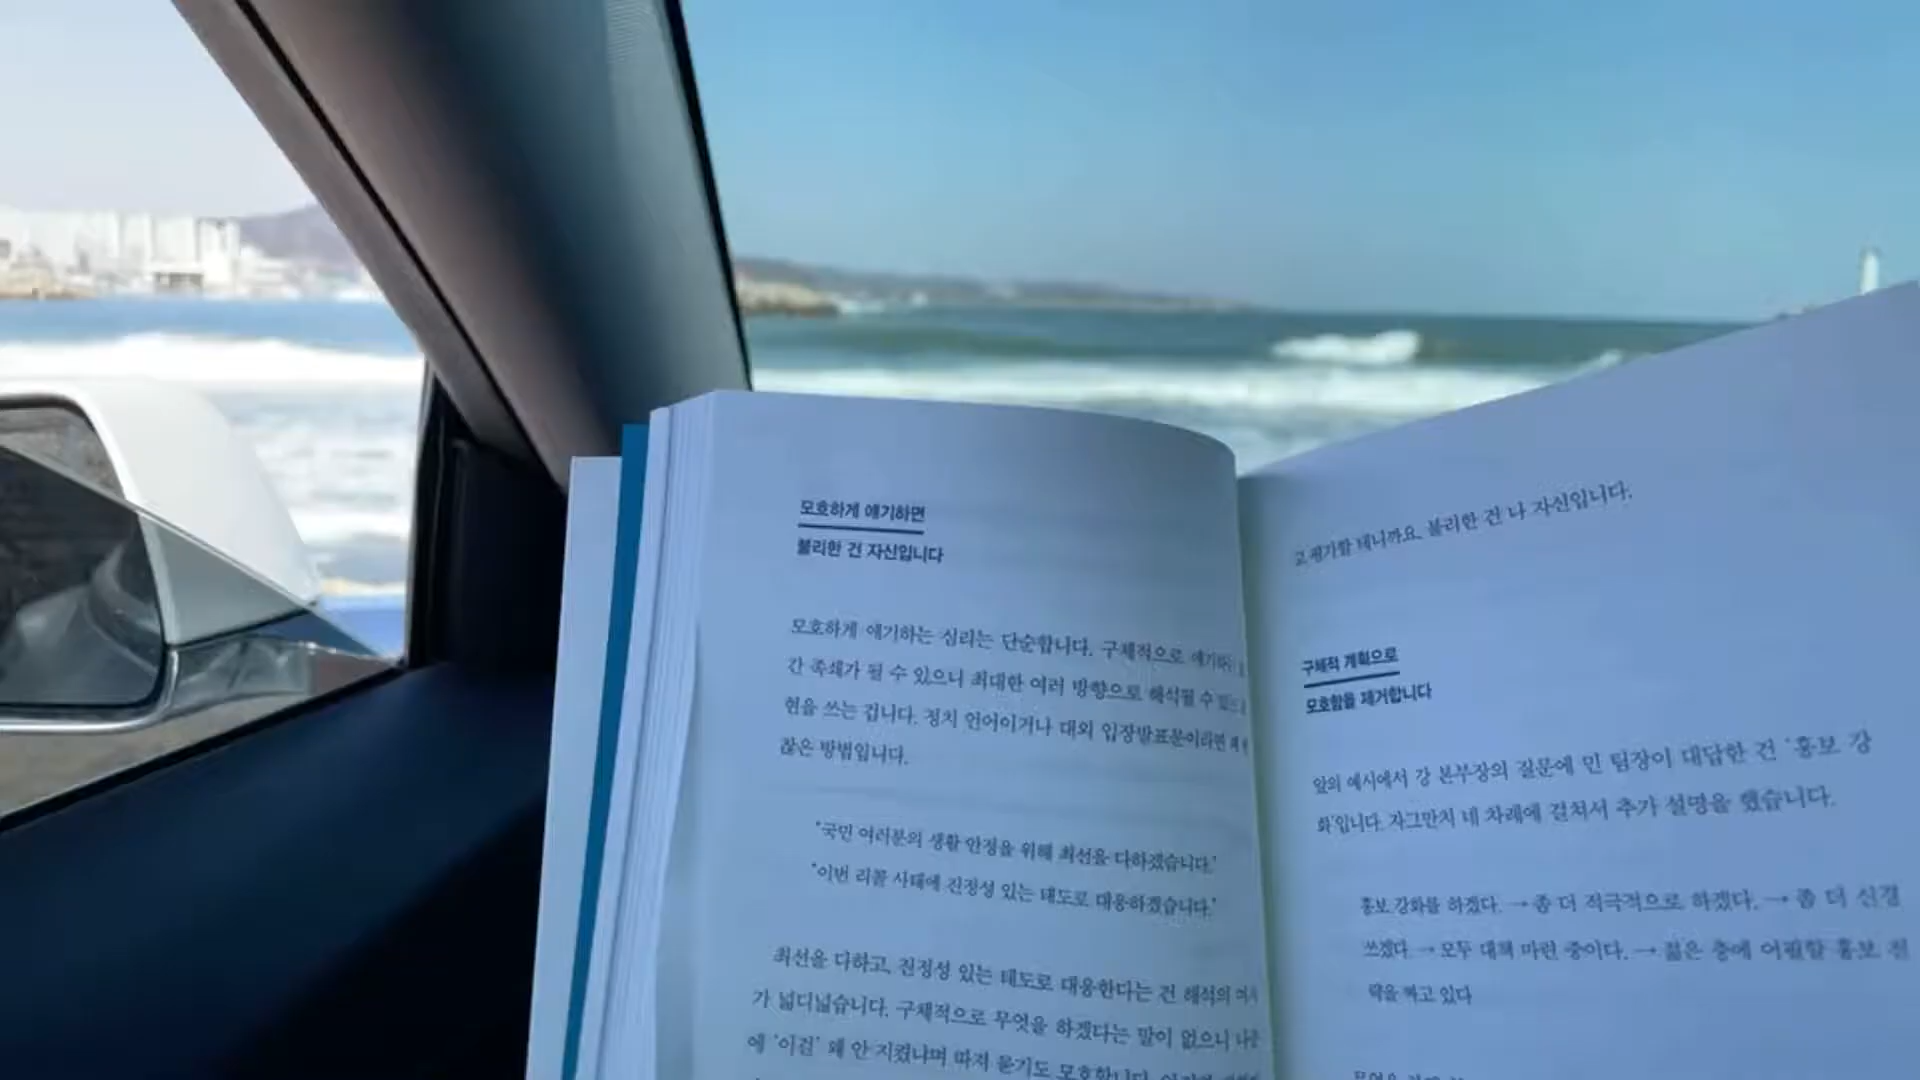 모호하게 얘기하면
불리한 건 자신입니다
모호하게 얘기하는 심리는 단순합니다. 구체적으로 얘기하는
간 족쇄가 될 수 있으니 최대한 여러 방향으로 해석될 수 있는
현을 쓰는 겁니다. 정치 언어이거나 대외 입장발표문이라면
찮은 방법입니다.
"국민 여러분의 생활 안정을 위해 최선을 다하겠습니다."
"이번 리콜 사태에 진정성 있는 태도로 대응하겠습니다."
최선을 다하고, 진정성 있는 태도로 대응한다는 건 해석의
가 넓디넓습니다. 구체적으로 무엇을 하겠다는 말이 없으니
에 '이걸' 왜 안 지켰냐며 따져 묻기도 모호합니다.
고 평가할 테니까요. 불리한 건 나 자신입니다.
구체적 계획으로
모호함을 제거합니다
앞의 예시에서 강 본부장의 질문에 민 팀장이 대답한 건 '홍보 강
화'입니다. 자그만치 네 차례에 걸쳐서 추가 설명을 했습니다.
홍보 강화를 하겠다. → 좀 더 적극적으로 하겠다. → 좀 더 신경
쓰겠다. → 모두 대책 마련 중이다. → 젊은 층에 어필할 홍보 전
략을 짜고 있다